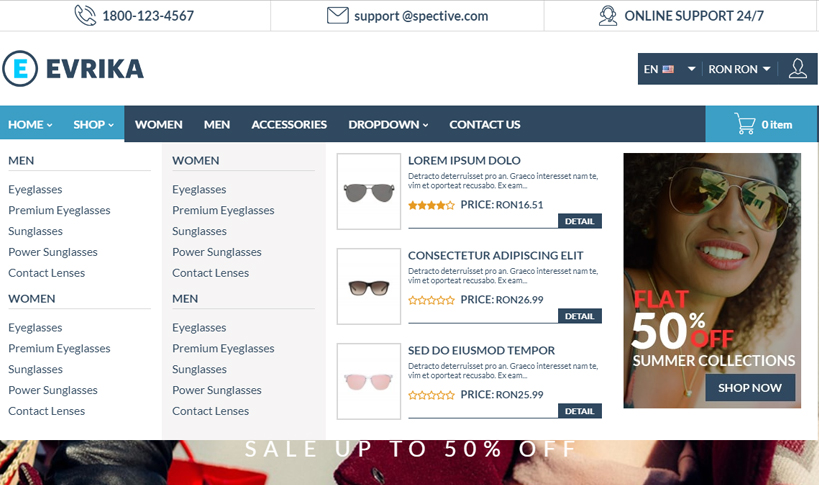 1800-123-4567
support @spective.com
ONLINE SUPPORT 24/7
E EVRIKA
EN
RON RON
HOME SHOP WOMEN MEN ACCESSORIES DROPDOWN CONTACT US
0 item
MEN
Eyeglasses
Premium Eyeglasses
Sunglasses
Power Sunglasses
Contact Lenses
WOMEN
Eyeglasses
Premium Eyeglasses
Sunglasses
Power Sunglasses
Contact Lenses
WOMEN
Eyeglasses
Premium Eyeglasses
Sunglasses
Power Sunglasses
Contact Lenses
MEN
Eyeglasses
Premium Eyeglasses
Sunglasses
Power Sunglasses
Contact Lenses
LOREM IPSUM DOLO
Detracto deterruisset pro an. Graeco interesset nam te,
vim et oporteat recusabo. Ex eam...
PRICE: RON16.51
DETAIL
CONSECTETUR ADIPISCING ELIT
Detracto deterruisset pro an. Graeco interesset nam te,
vim et oporteat recusabo. Ex eam...
PRICE: RON26.99
DETAIL
SED DO EIUSMOD TEMPOR
Detracto deterruisset pro an. Graeco interesset nam te,
vim et oporteat recusabo. Ex eam...
PRICE: RON25.99
DETAIL
FLAT
50%
OFF
SUMMER COLLECTIONS
SHOP NOW
SALE UP TO 50% OFF